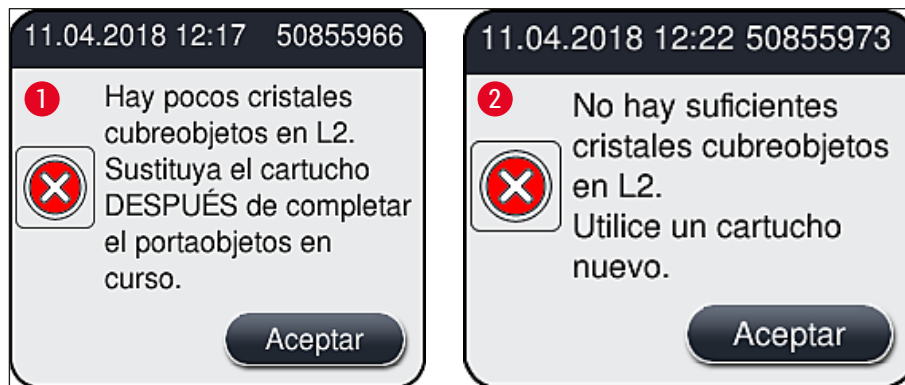 11.04.2018 12:17 50855966
1
Hay pocos cristales
cubreobjetos en L2.
Sustituya el cartucho
DESPUÉS de completar
el portaobjetos en
curso.
Aceptar
11.04.2018 12:22 50855973
2
No hay suficientes
cristales cubreobjetos
en L2.
Utilice un cartucho
nuevo.
Aceptar